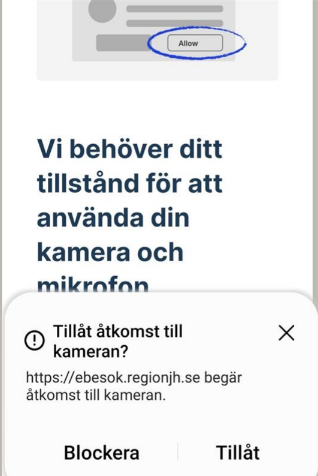 Allow
Vi behöver ditt
tillstånd för att
använda din
kamera och
mikrofon
Tillåt åtkomst till
kameran?
https://ebesok.regionjh.se begär
åtkomst till kameran.
Blockera
Tillåt